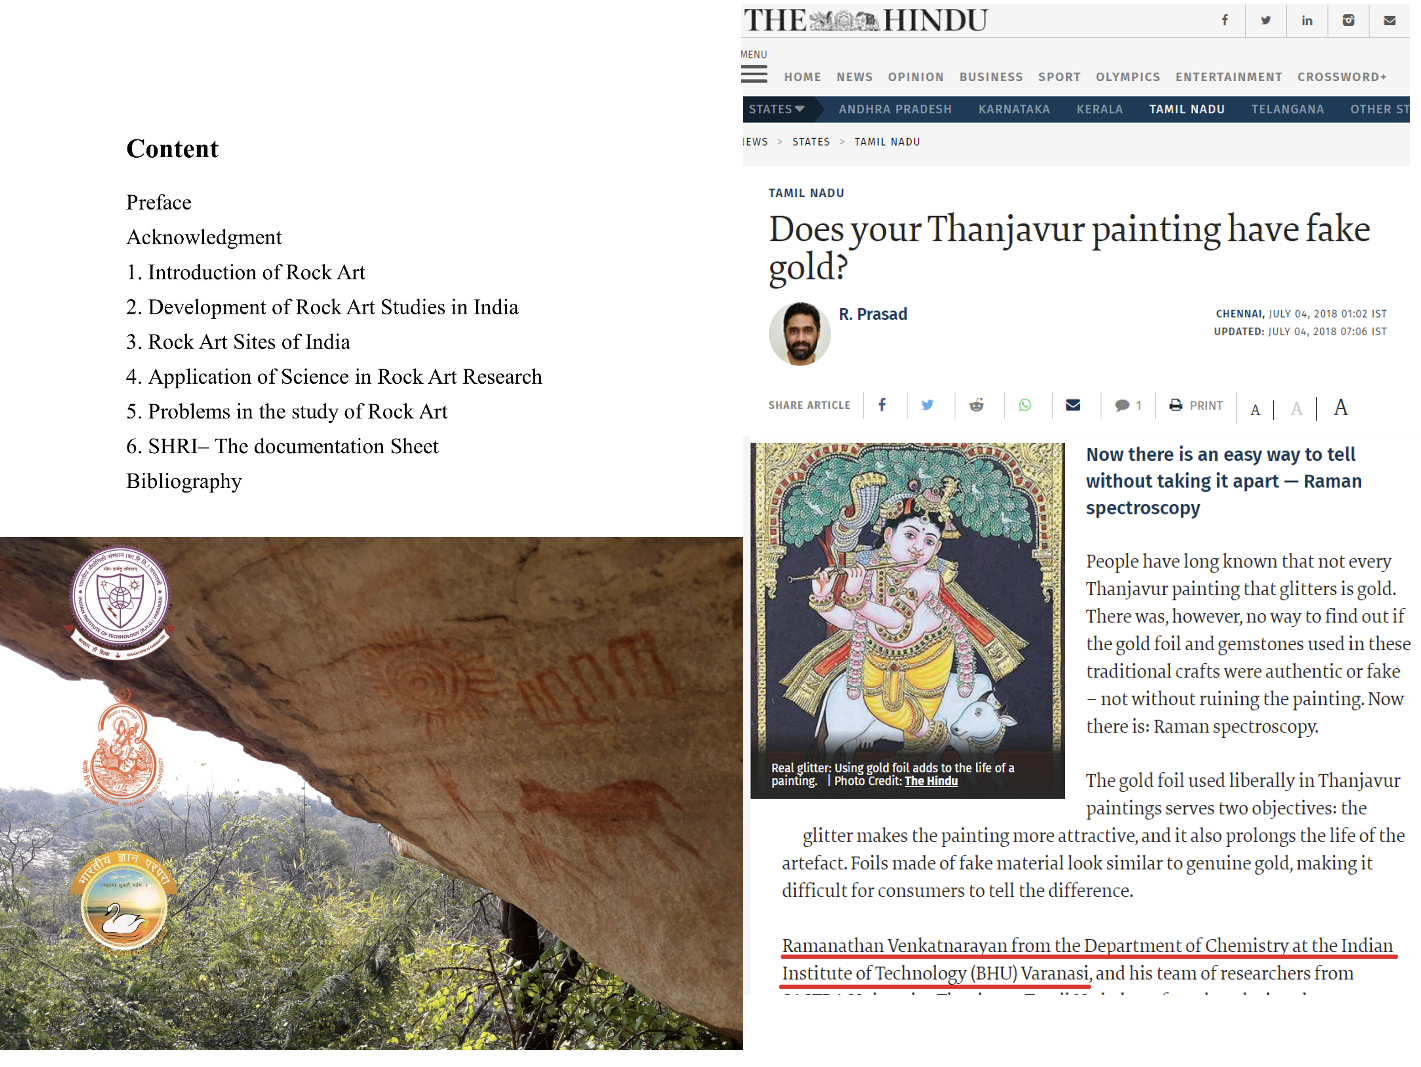 Content
Preface
Acknowledgment
1. Introduction of Rock Art
2. Development of Rock Art Studies in India
3. Rock Art Sites of India
4. Application of Science in Rock Art Research
5. Problems in the study of Rock Art
6. SHRI– The documentation Sheet
Bibliography
भारतीय ज्ञान परंपरा
THE HINDU
MENU
HOME NEWS OPINION BUSINESS SPORT OLYMPICS ENTERTAINMENT CROSSWORD+
STATES ANDHRA PRADESH KARNATAKA KERALA TAMIL NADU TELANGANA OTHER ST
EWS > STATES > TAMIL NADU
TAMIL NADU
Does your Thanjavur painting have fake
gold?
R. Prasad
CHENNAI, JULY 04, 2018 01:02 IST
UPDATED: JULY 04, 2018 07:06 IST
SHARE ARTICLE 1 PRINT A A A
Real glitter: Using gold foil adds to the life of a
painting. | Photo Credit: The Hindu
Now there is an easy way to tell
without taking it apart — Raman
spectroscopy
People have long known that not every
Thanjavur painting that glitters is gold.
There was, however, no way to find out if
the gold foil and gemstones used in these
traditional crafts were authentic or fake
– not without ruining the painting. Now
there is: Raman spectroscopy.
The gold foil used liberally in Thanjavur
paintings serves two objectives: the
glitter makes the painting more attractive, and it also prolongs the life of the
artefact. Foils made of fake material look similar to genuine gold, making it
difficult for consumers to tell the difference.
Ramanathan Venkatnarayan from the Department of Chemistry at the Indian
Institute of Technology (BHU) Varanasi, and his team of researchers from